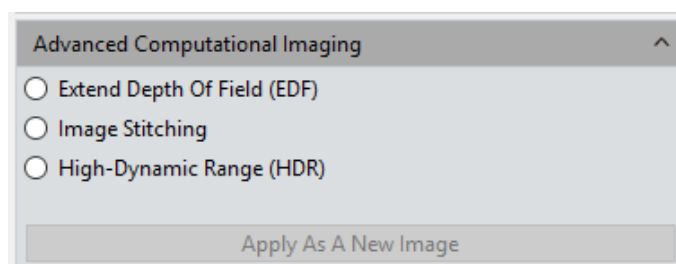 Advanced Computational Imaging
Extend Depth Of Field (EDF)
Image Stitching
High-Dynamic Range (HDR)
Apply As A New Image